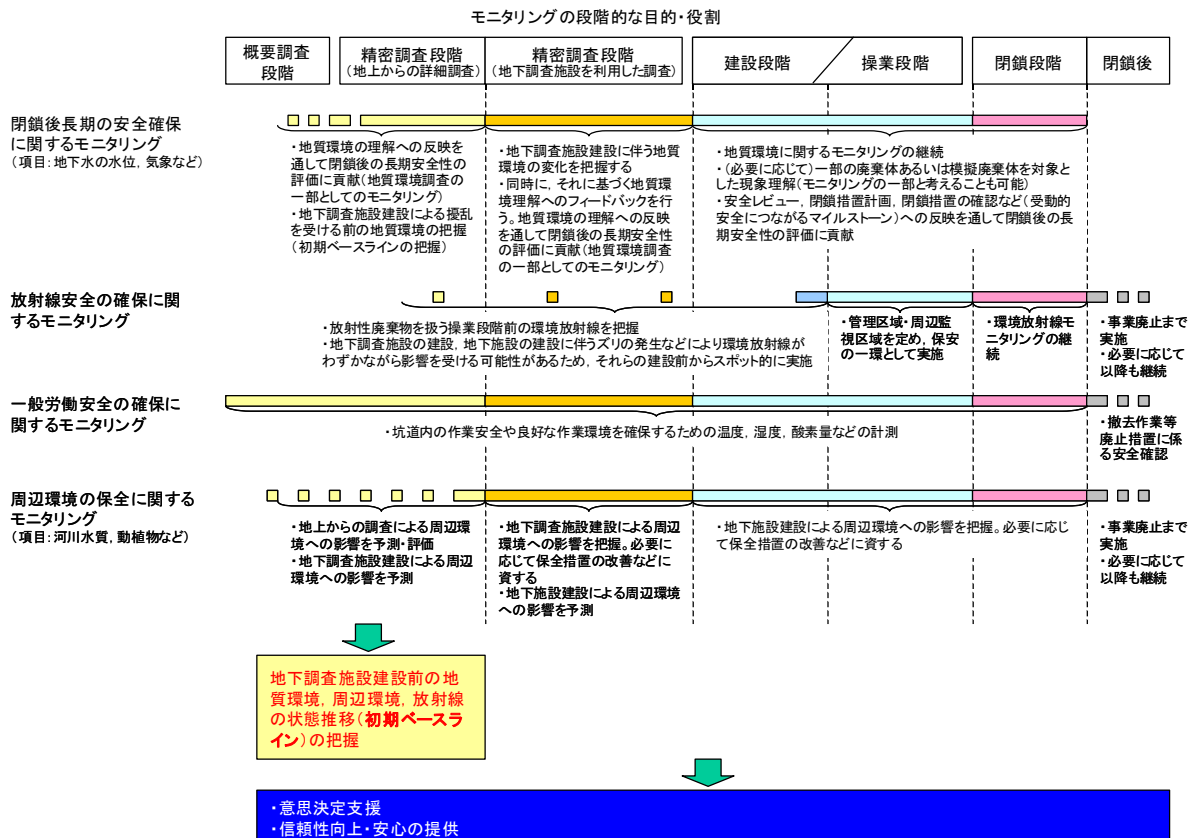 モニタリングの段階的な目的・役割
概要調査
段階
精密調査段階
(地上からの詳細調査)
精密調査段階
(地下調査施設を利用した調査)
建設段階
操業段階
閉鎖段階
閉鎖後
閉鎖後長期の安全確保
に関するモニタリング
(項目:地下水の水位, 気象など)
・地質環境の理解への反映を
通して閉鎖後の長期安全性の
評価に貢献(地質環境調査の
一部としてのモニタリング)
・地下調査施設建設による擾乱
を受ける前の地質環境の把握
(初期ベースラインの把握)
・地下調査施設建設に伴う地質
環境の変化を把握する
・同時に, それに基づく地質環
境理解へのフィードバックを行
う。地質環境の理解への反映
を通して閉鎖後の長期安全性
の評価に貢献(地質環境調査
の一部としてのモニタリング)
・地質環境に関するモニタリングの継続
・(必要に応じて)一部の廃棄体あるいは模擬廃棄体を対象と
した現象理解(モニタリングの一部と考えることも可能)
・安全レビュー, 閉鎖措置計画, 閉鎖措置の確認など(受動的
安全につながるマイルストーン)への反映を通して閉鎖後の長
期安全性の評価に貢献
放射線安全の確保に関
するモニタリング
・放射性廃棄物を扱う操業段階前の環境放射線を把握
・地下調査施設の建設, 地下施設の建設に伴うズリの発生などにより環境放射線が
わずかながら影響を受ける可能性があるため, それらの建設前からスポット的に実施
・管理区域・周辺監
視区域を定め, 保安
の一環として実施
・環境放射線モ
ニタリングの継
続
・事業廃止まで
実施
・必要に応じて
以降も継続
一般労働安全の確保に
関するモニタリング
・坑道内の作業安全や良好な作業環境を確保するための温度, 湿度, 酸素量などの計測
・撤去作業等
廃止措置に係
る安全確認
周辺環境の保全に関する
モニタリング
(項目:河川水質, 動植物など)
・地上からの調査による周辺環
境への影響を予測・評価
・地下調査施設建設による周辺
環境への影響を予測
・地下調査施設建設による周辺
環境への影響を把握。必要に
応じて保全措置の改善などに
資する
・地下施設建設による周辺環境
への影響を予測
・地下施設建設による周辺環境への影響を把握。必要に応じ
て保全措置の改善などに資する
・事業廃止まで
実施
・必要に応じて
以降も継続
地下調査施設建設前の地
質環境, 周辺環境, 放射線
の状態推移(初期ベースラ
イン)の把握
・意思決定支援
・信頼性向上・安心の提供